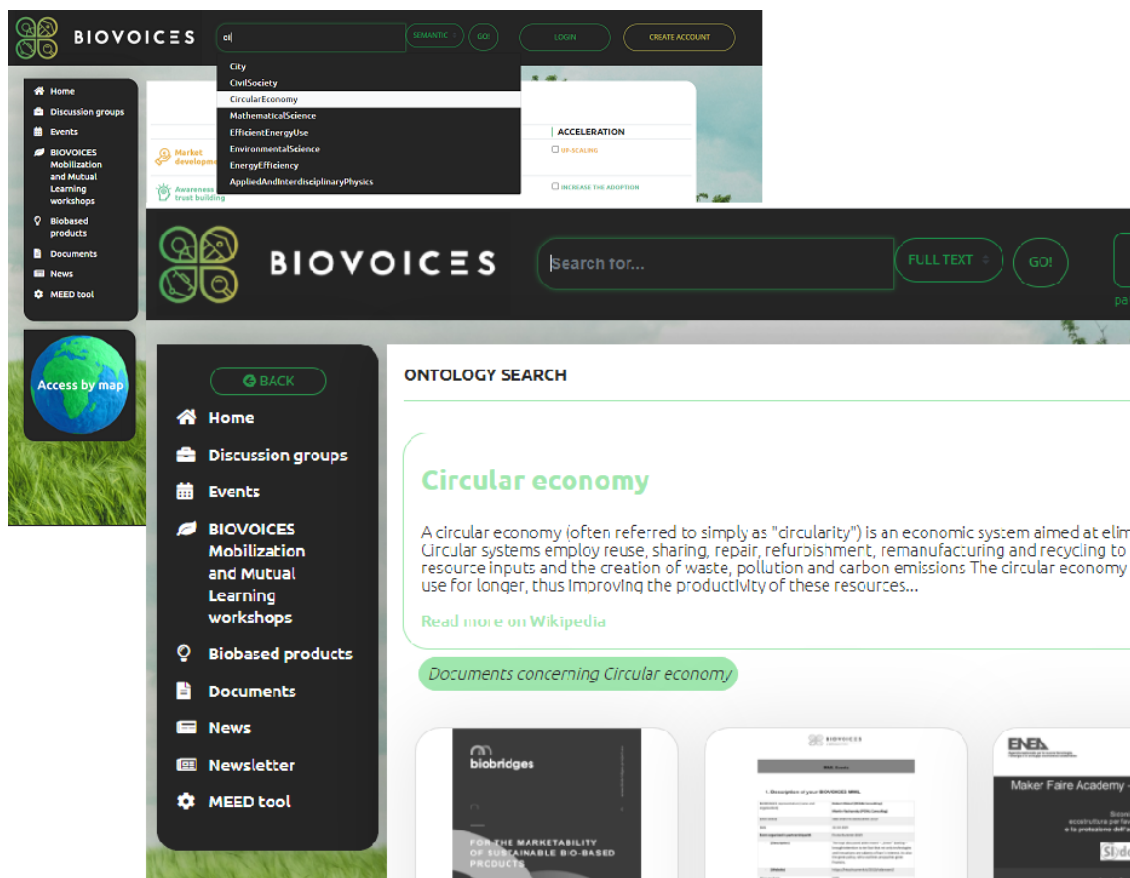 BIOVOICES
ci
SEMANTIC
GO!
LOGIN
CREATE ACCOUNT
City
CivilSociety
CircularEconomy
MathematicalScience
EfficientEnergyUse
EnvironmentalScience
EnergyEfficiency
AppliedAndInterdisciplinaryPhysics
Home
Discussion groups
Events
BIOVOICES
Mobilization
and Mutual
Learning
workshops
Biobased
products
Documents
News
MEED tool
Access by map
Market
developme
Awareness
trust building
ACCELERATION
UP-SCALING
INCREASE THE ADOPTION
BIOVOICES
Search for...
FULL TEXT
GO!
pa
BACK
Home
Discussion groups
Events
BIOVOICES
Mobilization
and Mutual
Learning
workshops
Biobased products
Documents
News
Newsletter
MEED tool
ONTOLOGY SEARCH
Circular economy
A circular economy (often referred to simply as "circularity") is an economic system aimed at elim
Circular systems employ reuse, sharing, repair, refurbishment, remanufacturing and recycling to
resource inputs and the creation of waste, pollution and carbon emissions The circular economy
use for longer, thus improving the productivity of these resources...
Read more on Wikipedia
Documents concerning Circular economy
biobridges
FOR THE MARKETABILITY
OF SUSTAINABLE BIO-BASED
PRODUCTS
BIOVOICES
1. Description of your BIOVOICES MML
ENEA
Maker Faire Academy -